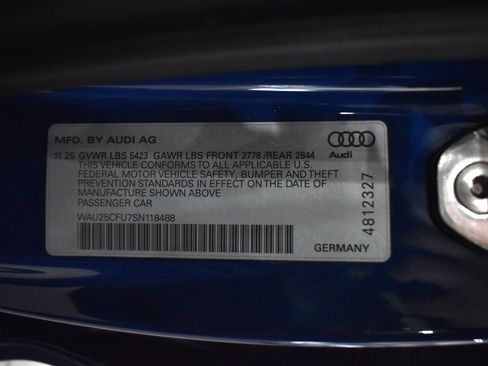 MFD. BY AUDI AG
Audi
11 25 GVWR LBS 5423 GAWR LBS FRONT 2778 /REAR 2844
THIS VEHICLE CONFORMS TO ALL APPLICABLE U.S.
FEDERAL MOTOR VEHICLE SAFETY, BUMPER AND THEFT
PREVENTION STANDARDS IN EFFECT ON THE DATE OF
MANUFACTURE SHOWN ABOVE
PASSENGER CAR
WAU25CFU7SN118488
GERMANY
4812327